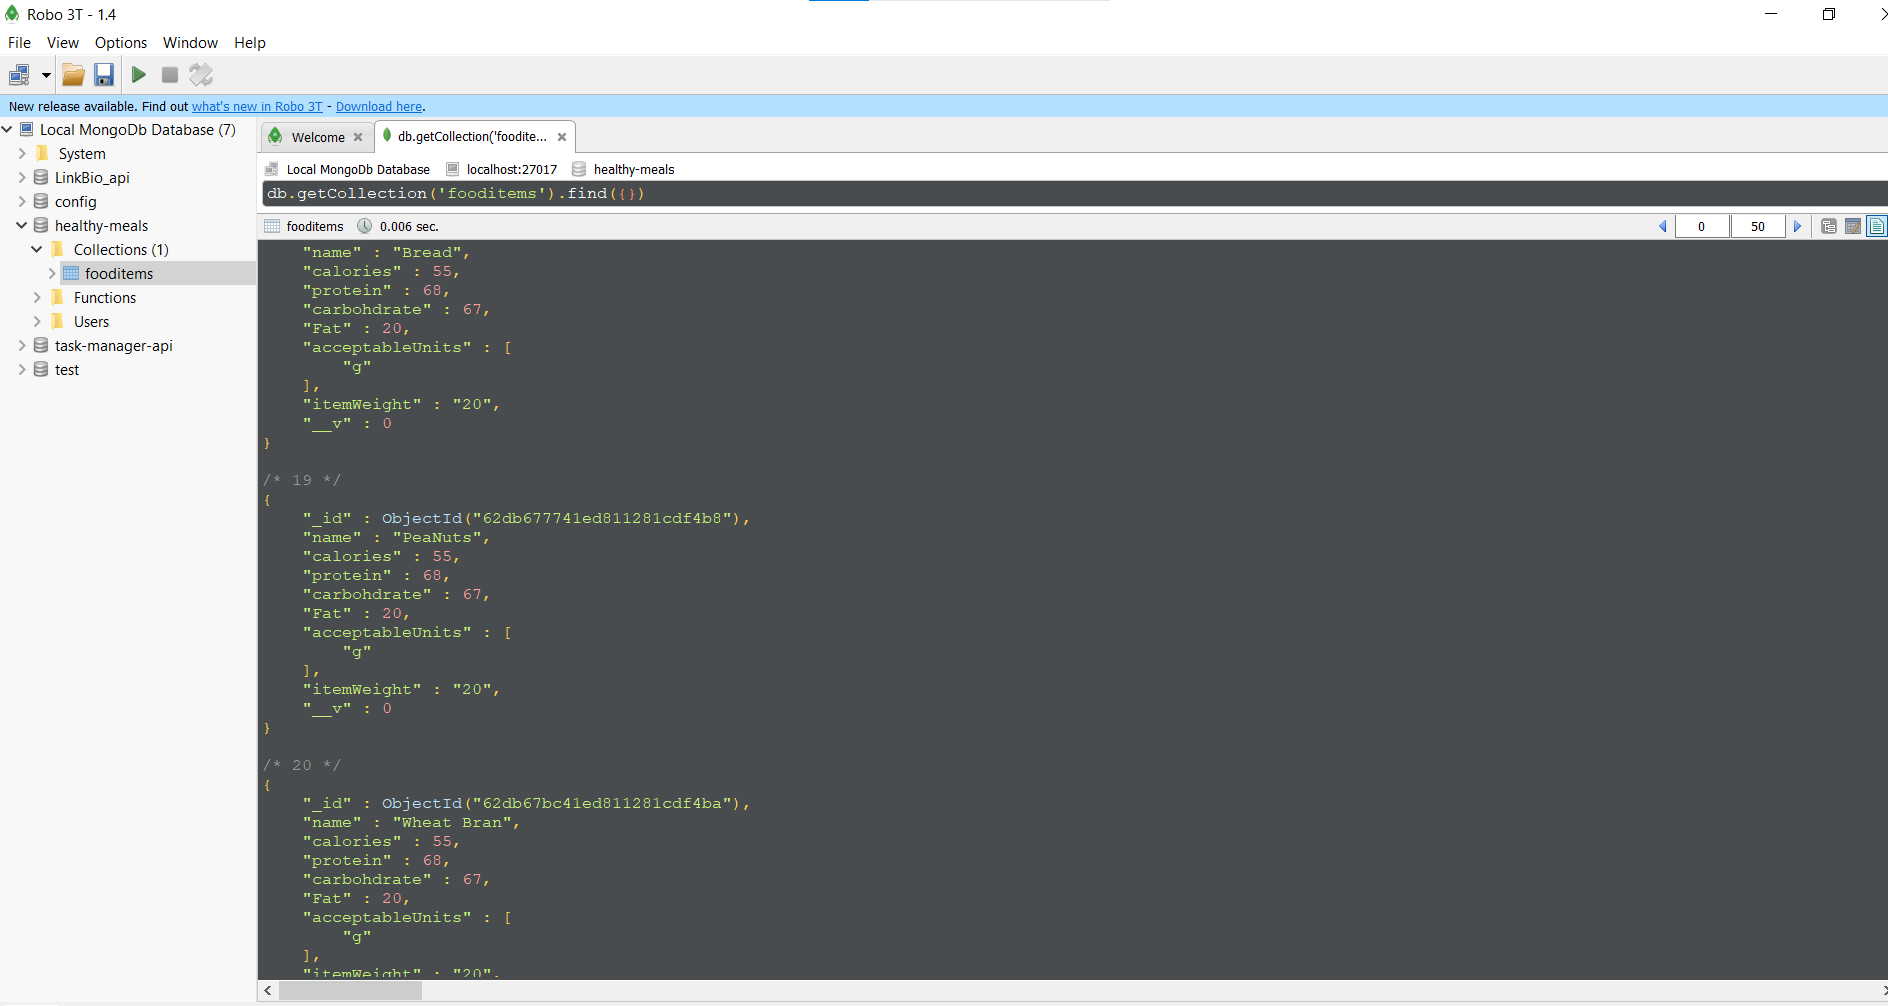 Robo 3T - 1.4
File View Options Window Help
New release available. Find out what's new in Robo 3T - Download here.
Local MongoDb Database (7)
System
LinkBio_api
config
healthy-meals
Collections (1)
fooditems
Functions
Users
task-manager-api
test
Welcome
db.getCollection('foodite...
Local MongoDb Database localhost:27017 healthy-meals
db.getCollection('fooditems').find({})
fooditems 0.006 sec.
0 50
"name" : "Bread",
"calories" : 55,
"protein" : 68,
"carbohdrate" : 67,
"Fat" : 20,
"acceptableUnits" : [
"g"
],
"itemWeight" : "20",
"__v" : 0
}
/* 19 */
{
"_id" : ObjectId("62db677741ed811281cdf4b8"),
"name" : "PeaNuts",
"calories" : 55,
"protein" : 68,
"carbohdrate" : 67,
"Fat" : 20,
"acceptableUnits" : [
"g"
],
"itemWeight" : "20",
"__v" : 0
}
/* 20 */
{
"_id" : ObjectId("62db67bc41ed811281cdf4ba"),
"name" : "Wheat Bran",
"calories" : 55,
"protein" : 68,
"carbohdrate" : 67,
"Fat" : 20,
"acceptableUnits" : [
"g"
],
"itemWeight" : "20",